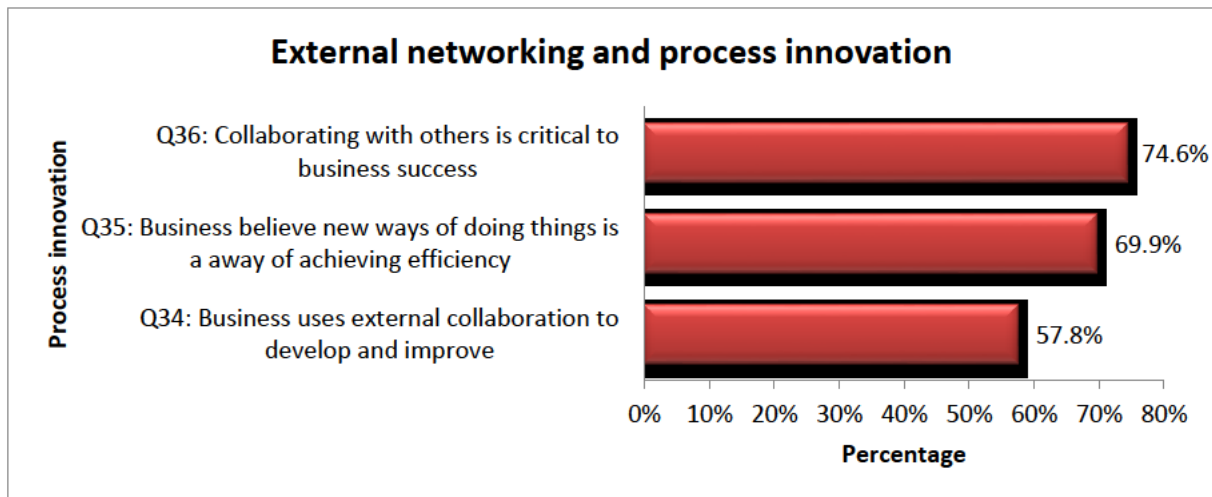 External networking and process innovation
Process innovation
Q36: Collaborating with others is critical to
business success
74.6%
Q35: Business believe new ways of doing things is
a away of achieving efficiency
69.9%
Q34: Business uses external collaboration to
develop and improve
57.8%
0% 10% 20% 30% 40% 50% 60% 70% 80%
Percentage